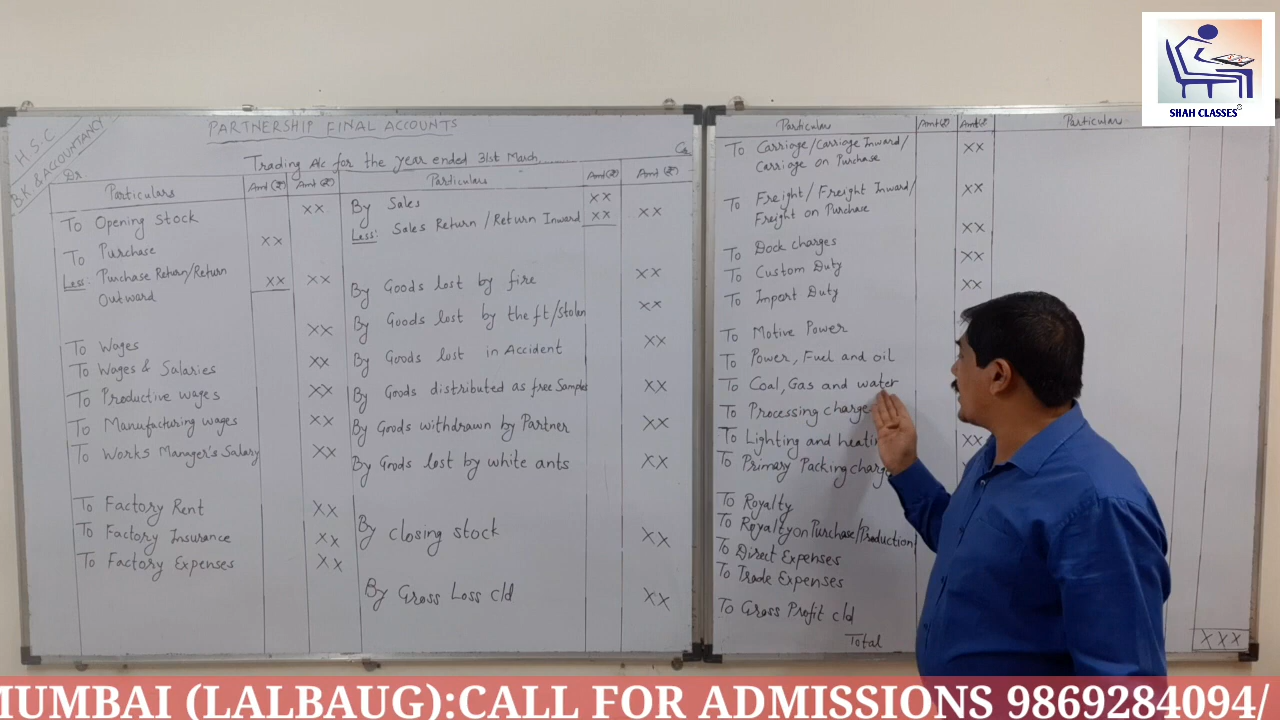 SHAH CLASSES
H.S.C
B.K & ACCOUNTANCY
PARTNERSHIP FINAL ACCOUNTS
Trading A/c for the year ended 31st March
Dr
Cr
Particulars Amt (₹) Amt (₹) Particulars Amt (₹) Amt (₹)
To Opening Stock xx
To Purchase xx
Less: Purchase Return/Return xx xx
Outward
To Wages xx
To Wages & Salaries xx
To Productive wages xx
To Manufacturing wages xx
To Works Manager's Salary xx
To Factory Rent xx
To Factory Insurance xx
To Factory Expenses xx
By Sales xx
Less: Sales Return / Return Inward xx xx
By Goods lost by fire xx
By Goods lost by theft/stolen xx
By Goods lost in Accident xx
By Goods distributed as free Samples xx
By Goods withdrawn by Partner xx
By Goods lost by white ants xx
By closing stock xx
By Gross Loss c/d xx
Particular Amt(₹) Amt(₹) Particulars
To Carriage/Carriage Inward/ xx
Carriage on Purchase
To Freight/Freight Inward/ xx
Freight on Purchase
To Dock charges xx
To Custom Duty xx
To Import Duty xx
To Motive Power
To Power, Fuel and oil
To Coal, Gas and water
To Processing charge
To Lighting and heatin xx
To Primary Packing charge
To Royalty
To Royalty on Purchase/Production
To Direct Expenses
To Trade Expenses
To Gross Profit c/d
Total xxx
MUMBAI (LALBAUG):CALL FOR ADMISSIONS 9869284094/